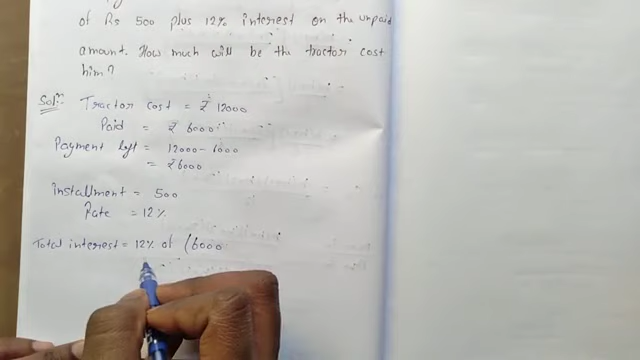 of Rs 500 plus 12% interest on the unpaid
amount. How much will be the tractor cost
him?
Solⁿ:- Tractor cost = ₹ 12000
Paid = ₹ 6000
Payment left = 12000 - 6000
= ₹6000
Installment = 500
Rate = 12%
Total interest = 12% of (6000